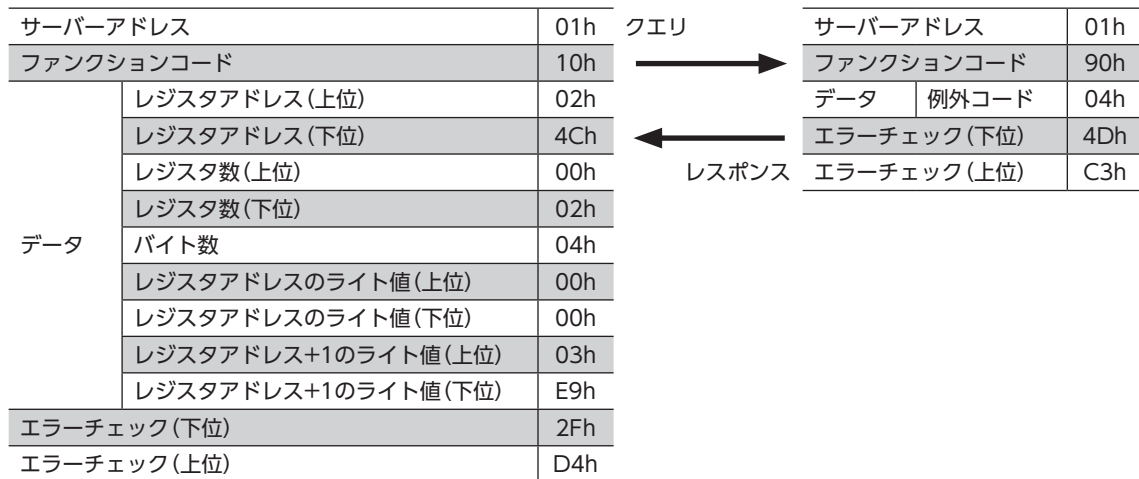 サーバーアドレス 01h
ファンクションコード 10h
データ
レジスタアドレス(上位) 02h
レジスタアドレス(下位) 4Ch
レジスタ数(上位) 00h
レジスタ数(下位) 02h
バイト数 04h
レジスタアドレスのライト値(上位) 00h
レジスタアドレスのライト値(下位) 00h
レジスタアドレス+1のライト値(上位) 03h
レジスタアドレス+1のライト値(下位) E9h
エラーチェック(下位) 2Fh
エラーチェック(上位) D4h
クエリ
レスポンス
サーバーアドレス 01h
ファンクションコード 90h
データ 例外コード 04h
エラーチェック(下位) 4Dh
エラーチェック(上位) C3h